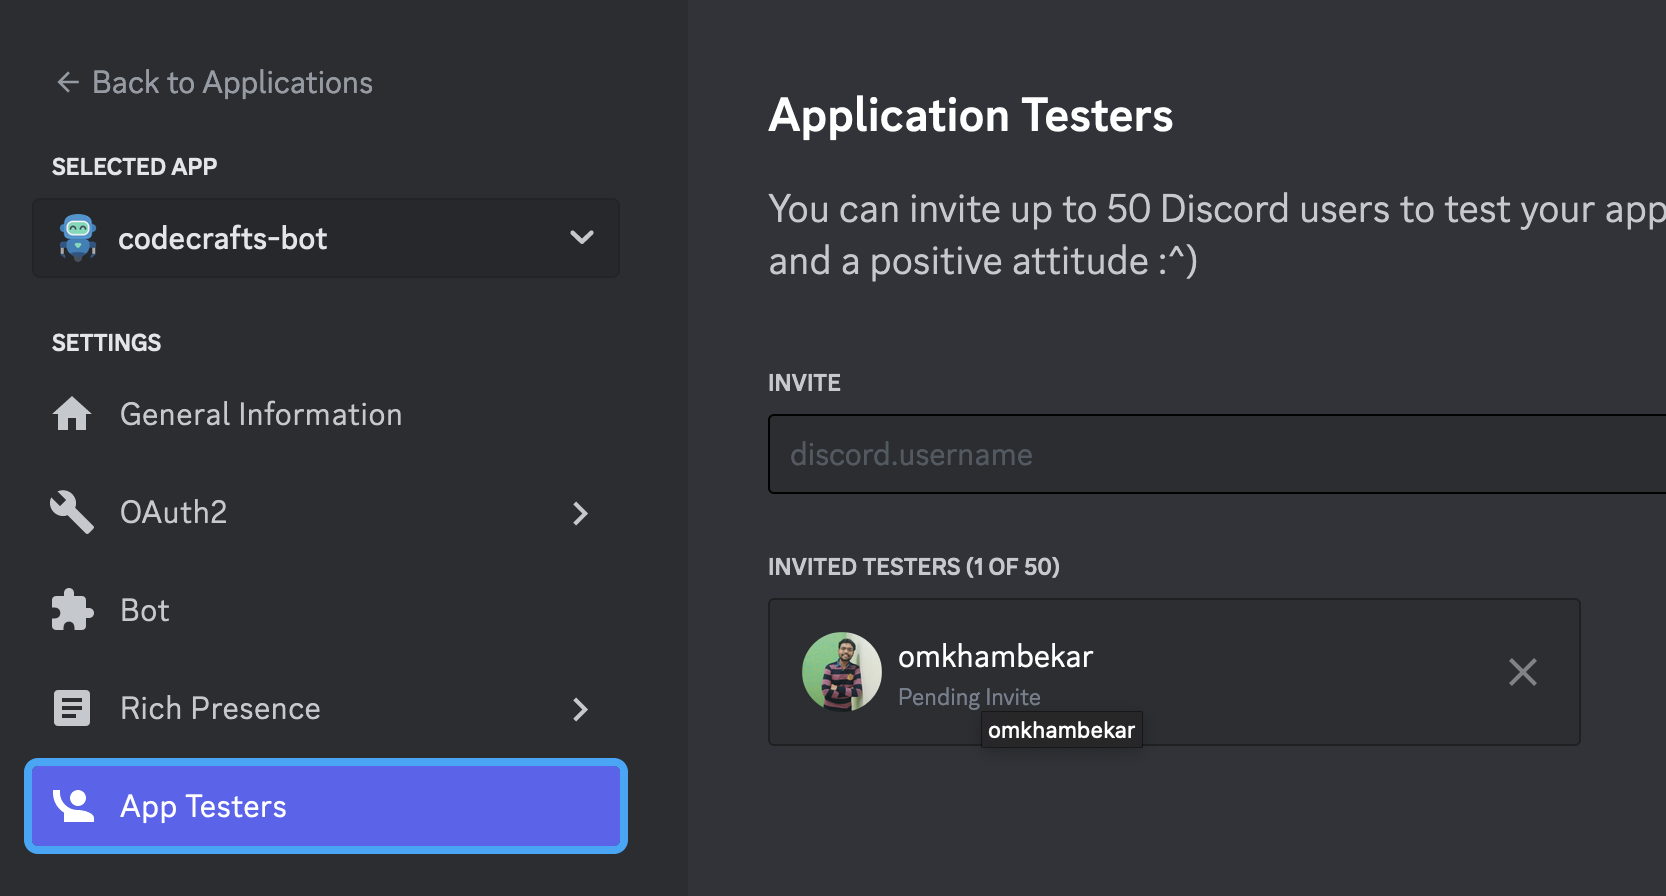 Back to Applications
SELECTED APP
codecrafts-bot
SETTINGS
General Information
OAuth2
Bot
Rich Presence
App Testers
Application Testers
You can invite up to 50 Discord users to test your app
and a positive attitude :^)
INVITE
discord.username
INVITED TESTERS (1 OF 50)
omkhambekar
Pending Invite
omkhambekar